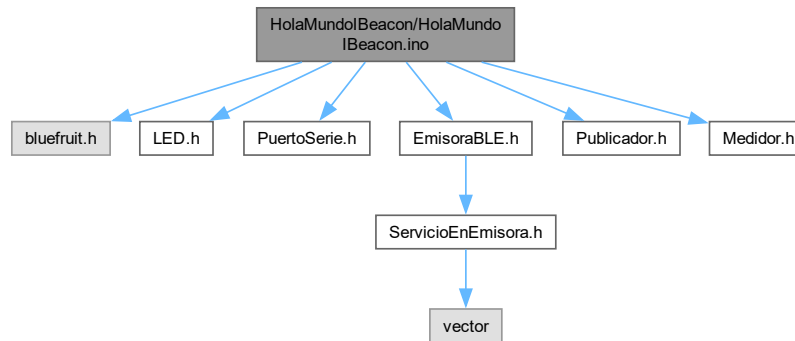 HolaMundoIBeacon/HolaMundo
IBeacon.ino
bluefruit.h
LED.h
PuertoSerie.h
EmisoraBLE.h
Publicador.h
Medidor.h
ServicioEnEmisora.h
vector